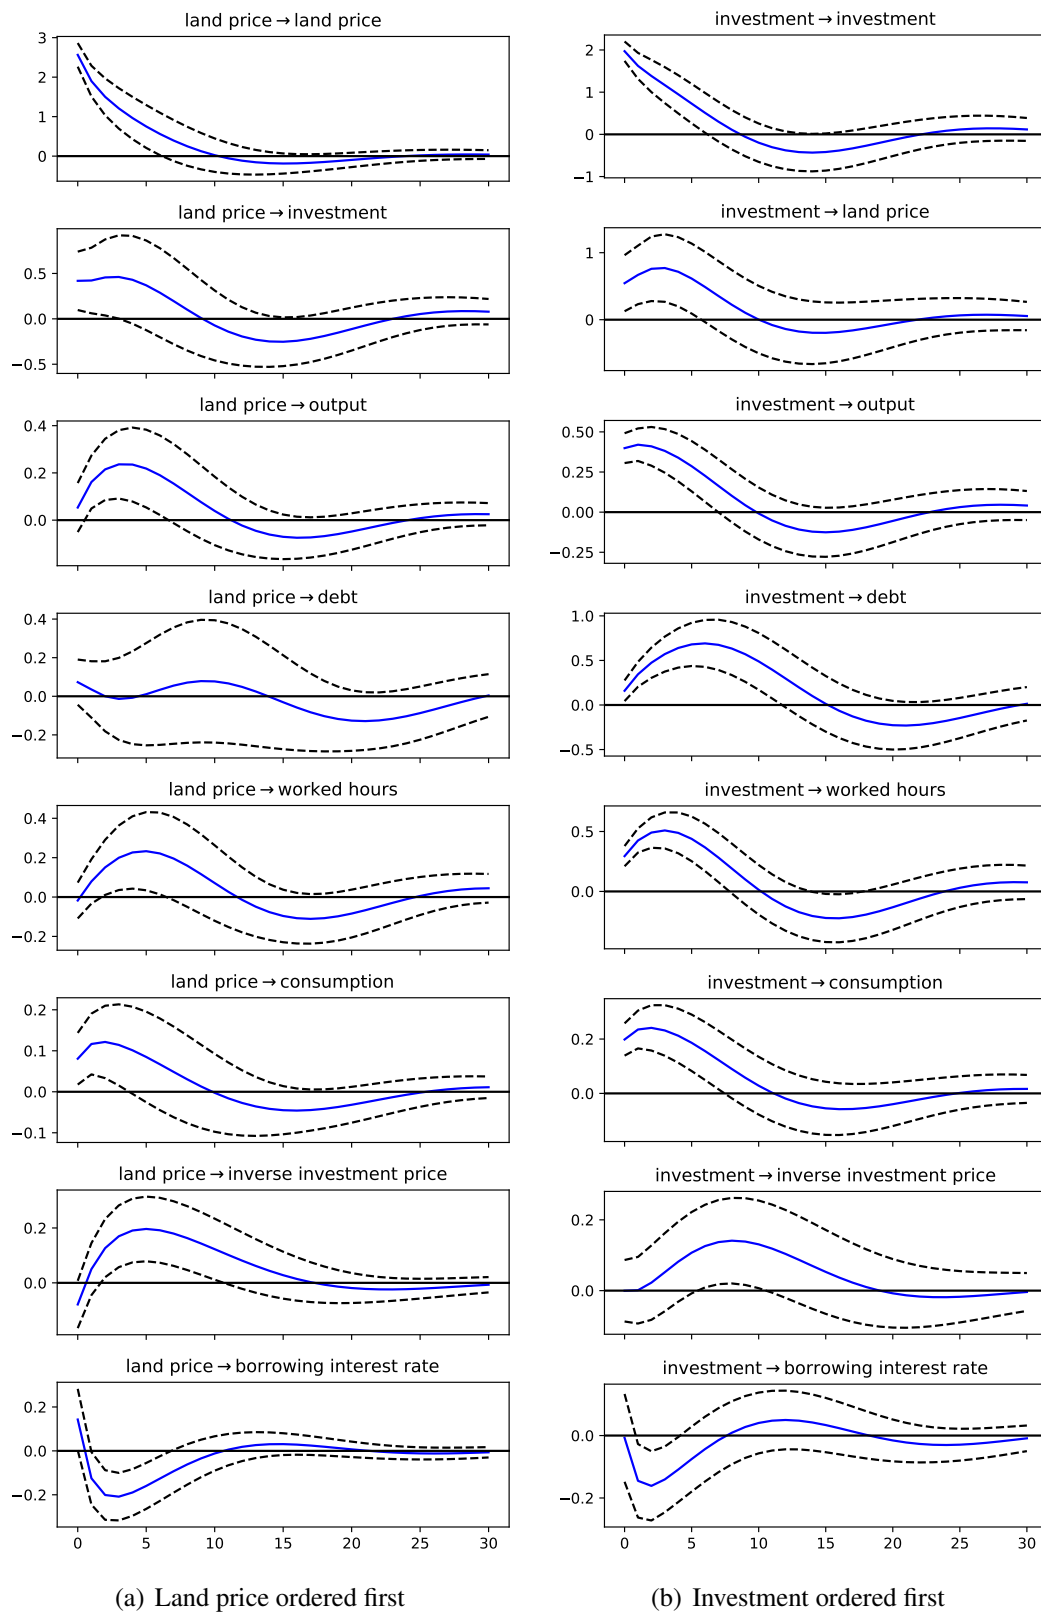 land price → land price
3
2
1
0
land price → investment
0.5
0.0
−0.5
land price → output
0.4
0.2
0.0
land price → debt
0.4
0.2
0.0
−0.2
land price → worked hours
0.4
0.2
0.0
−0.2
land price → consumption
0.2
0.1
0.0
−0.1
land price → inverse investment price
0.2
0.0
land price → borrowing interest rate
0.2
0.0
−0.2
0 5 10 15 20 25 30
(a) Land price ordered first
investment → investment
2
1
0
−1
investment → land price
1
0
investment → output
0.50
0.25
0.00
−0.25
investment → debt
1.0
0.5
0.0
−0.5
investment → worked hours
0.5
0.0
investment → consumption
0.2
0.0
investment → inverse investment price
0.2
0.0
investment → borrowing interest rate
0.0
−0.2
0 5 10 15 20 25 30
(b) Investment ordered first